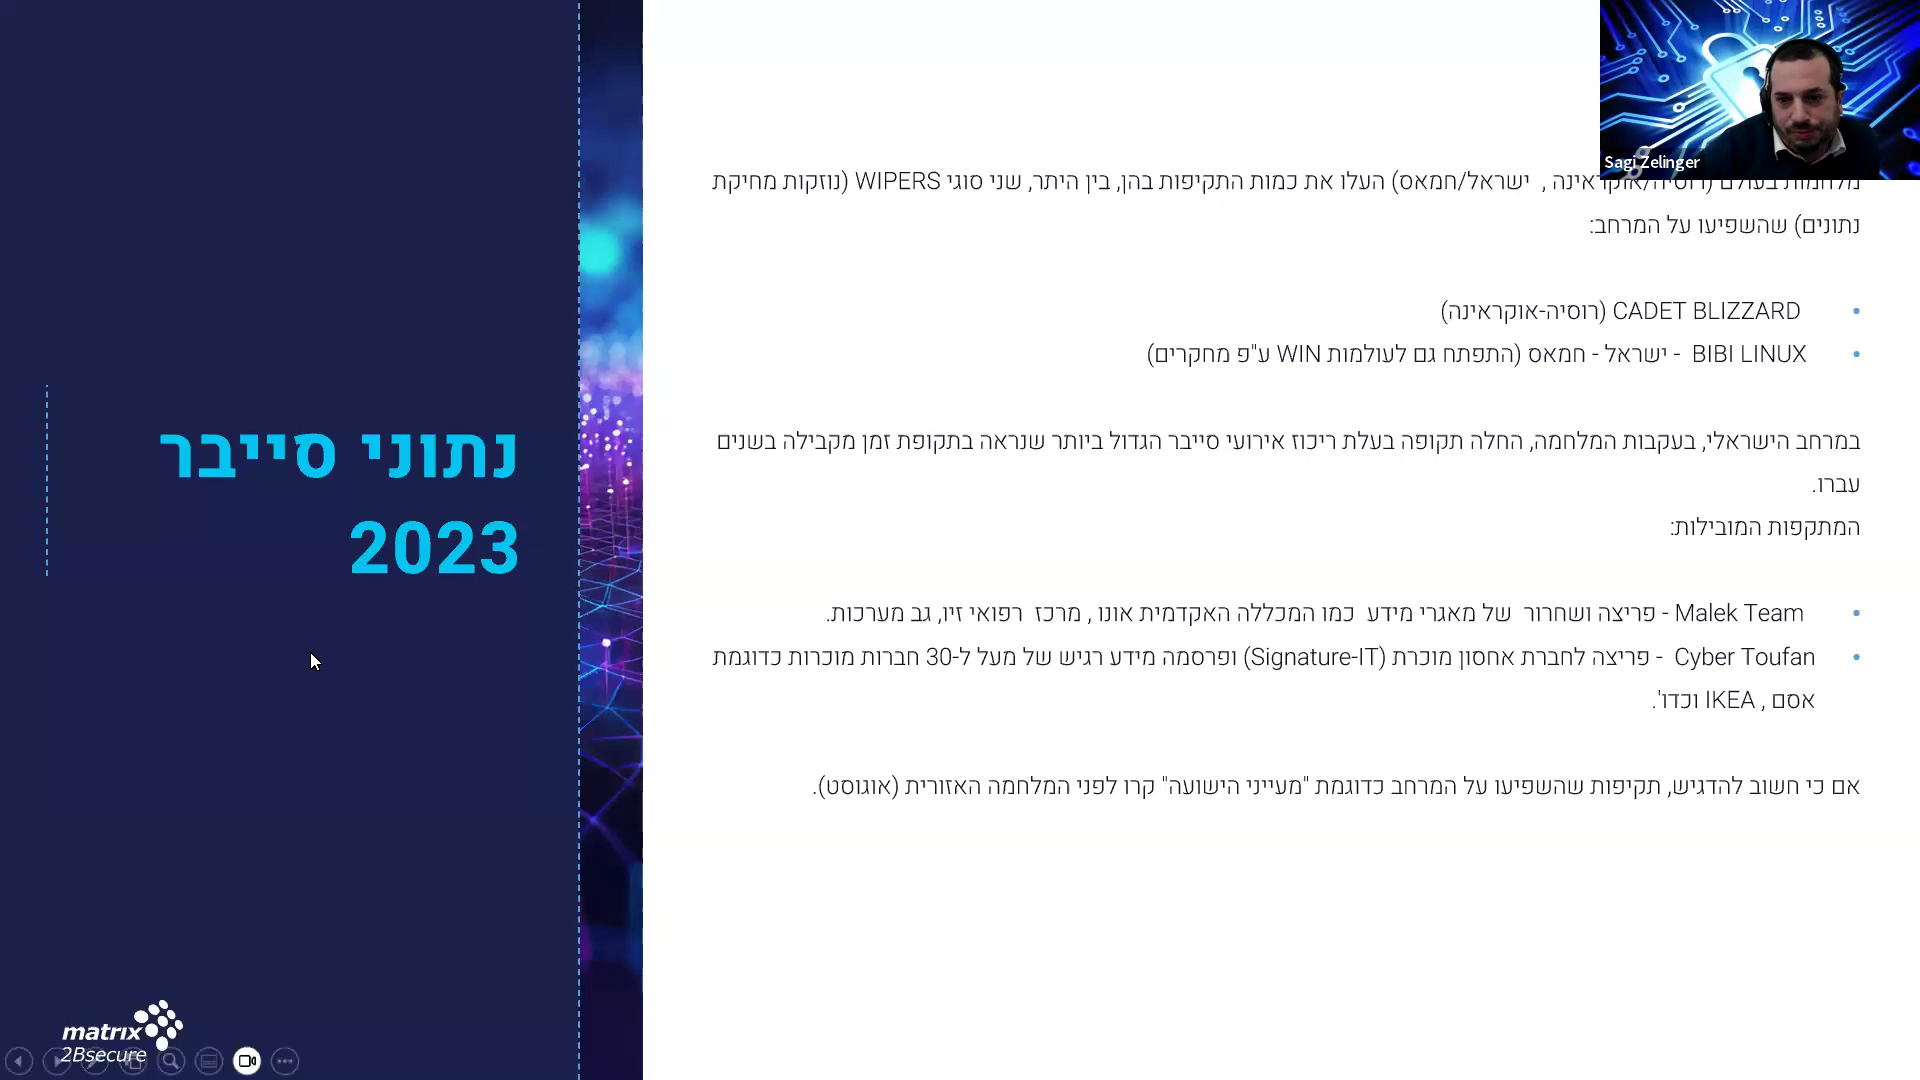 נתוני סייבר
2023
Sagi Zelinger
מלחמות בעולם (רוסיה/אוקראינה , ישראל/חמאס) העלו את כמות התקיפות בהן, בין היתר, שני סוגי WIPERS (נוזקות מחיקת
נתונים) שהשפיעו על המרחב:
• CADET BLIZZARD (רוסיה-אוקראינה)
• BIBI LINUX - ישראל - חמאס (התפתח גם לעולמות WIN ע"פ מחקרים)
במרחב הישראלי, בעקבות המלחמה, החלה תקופה בעלת ריכוז אירועי סייבר הגדול ביותר שנראה בתקופת זמן מקבילה בשנים
עברו.
המתקפות המובילות:
• Malek Team - פריצה ושחרור של מאגרי מידע כמו המכללה האקדמית אונו , מרכז רפואי זיו, גב מערכות.
• Cyber Toufan - פריצה לחברת אחסון מוכרת (Signature-IT) ופרסמה מידע רגיש של מעל ל-30 חברות מוכרות כדוגמת
אסם , IKEA וכדו'.
אם כי חשוב להדגיש, תקיפות שהשפיעו על המרחב כדוגמת "מעייני הישועה" קרו לפני המלחמה האזורית (אוגוסט).
matrix
2Bsecure